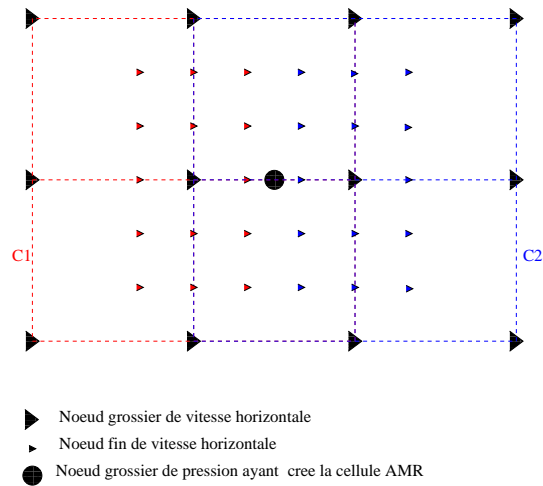 C1
C2
Noeud grossier de vitesse horizontale
Noeud fin de vitesse horizontale
Noeud grossier de pression ayant cree la cellule AMR